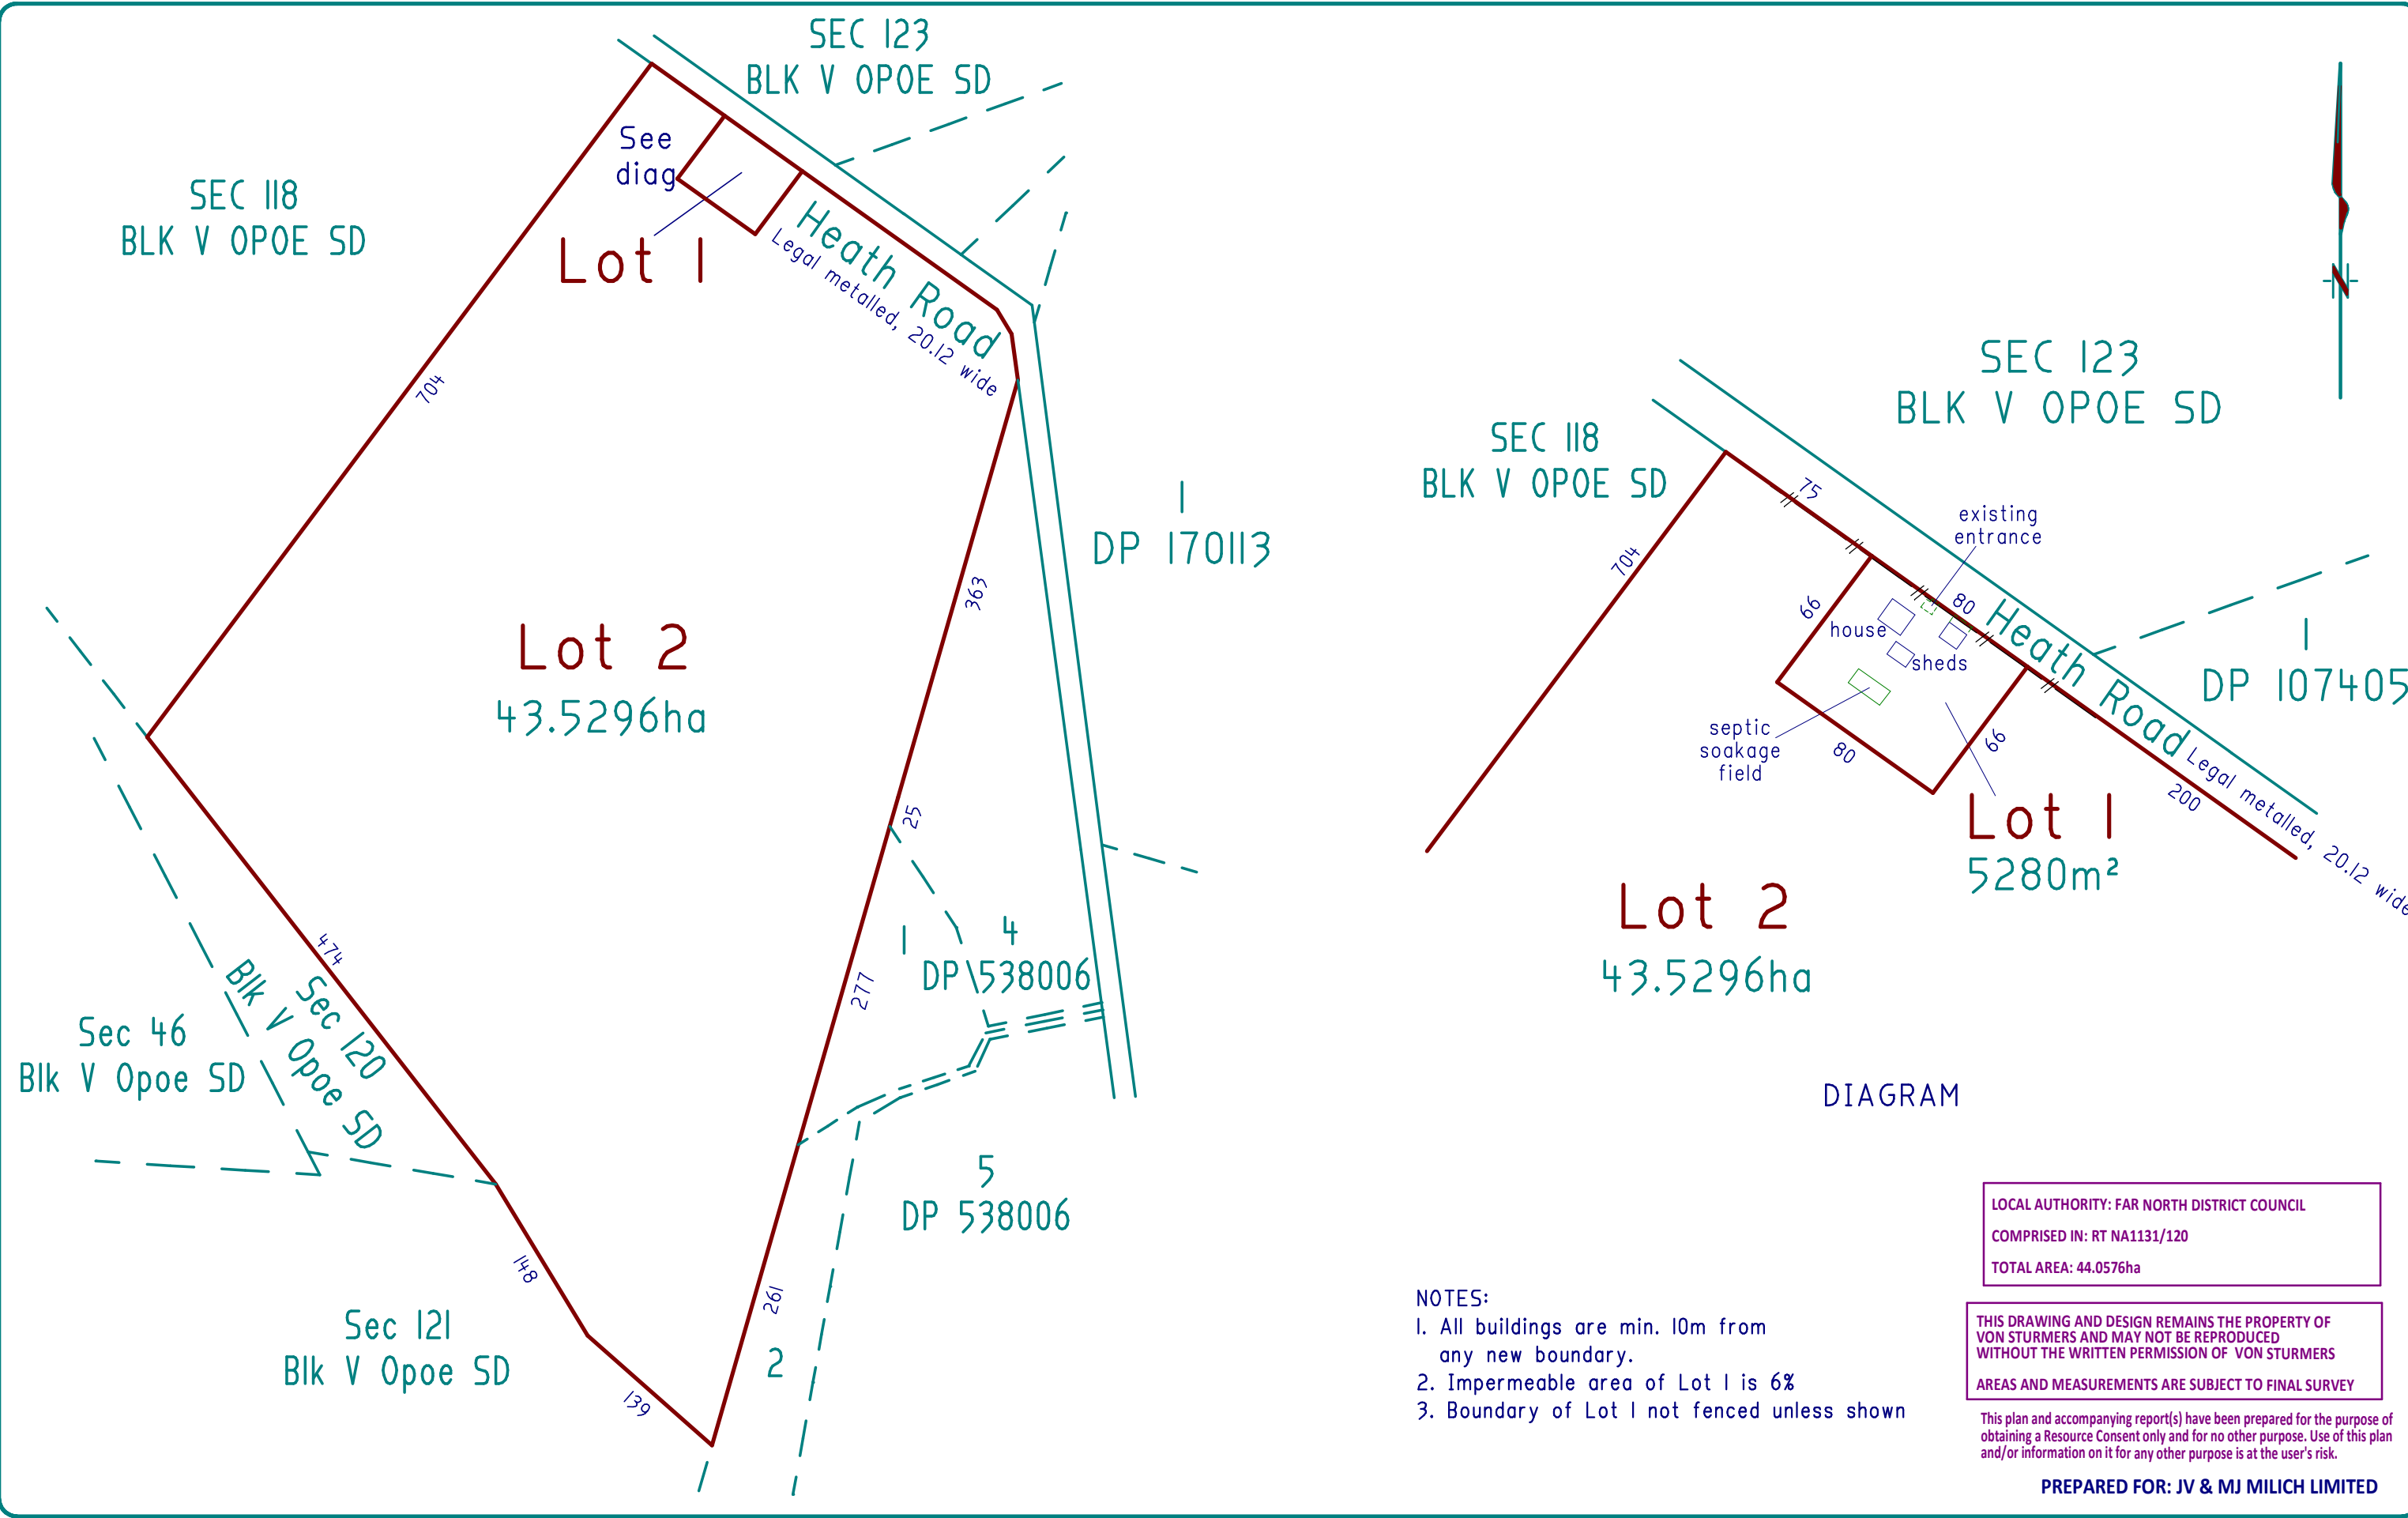 SEC 123
BLK V OPOE SD
See
diag
SEC 118
BLK V OPOE SD
Lot 1
Heath Road
Legal metalled, 20.12 wide
704
1
DP 170113
363
Lot 2
43.5296ha
25
474
1
4
DP 538006
277
Sec 120
Blk V Opoe SD
Sec 46
Blk V Opoe SD
5
DP 538006
148
261
Sec 121
Blk V Opoe SD
2
139
N
SEC 123
BLK V OPOE SD
SEC 118
BLK V OPOE SD
75
existing
entrance
704
66
80
house
sheds
Heath Road
1
DP 107405
septic
soakage
field
80
66
Legal metalled, 20.12 wide
200
Lot 1
5280m²
Lot 2
43.5296ha
DIAGRAM
LOCAL AUTHORITY: FAR NORTH DISTRICT COUNCIL
COMPRISED IN: RT NA1131/120
TOTAL AREA: 44.0576ha
NOTES:
1. All buildings are min. 10m from
any new boundary.
2. Impermeable area of Lot 1 is 6%
3. Boundary of Lot 1 not fenced unless shown
THIS DRAWING AND DESIGN REMAINS THE PROPERTY OF
VON STURMERS AND MAY NOT BE REPRODUCED
WITHOUT THE WRITTEN PERMISSION OF VON STURMERS
AREAS AND MEASUREMENTS ARE SUBJECT TO FINAL SURVEY
This plan and accompanying report(s) have been prepared for the purpose of
obtaining a Resource Consent only and for no other purpose. Use of this plan
and/or information on it for any other purpose is at the user's risk.
PREPARED FOR: JV & MJ MILICH LIMITED